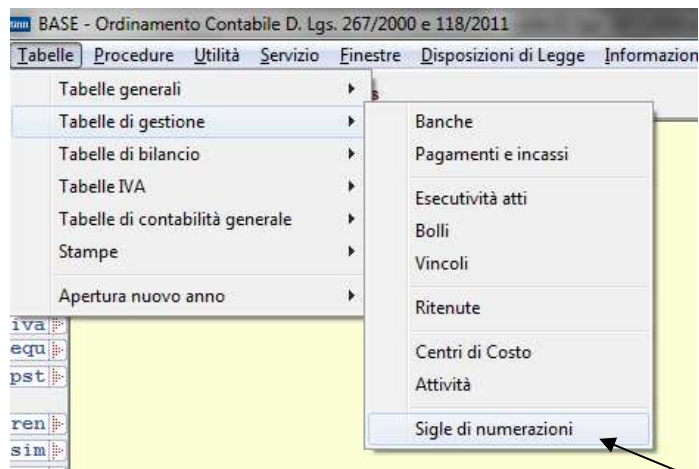 BASE - Ordinamento Contabile D. Lgs. 267/2000 e 118/2011
Tabelle Procedure Utilità Servizio Finestre Disposizioni di Legge Informazion
Tabelle generali
Tabelle di gestione
Tabelle di bilancio
Tabelle IVA
Tabelle di contabilità generale
Stampe
Apertura nuovo anno
Banche
Pagamenti e incassi
Esecutività atti
Bolli
Vincoli
Ritenute
Centri di Costo
Attività
Sigle di numerazioni
iva
equ
pst
ren
sim